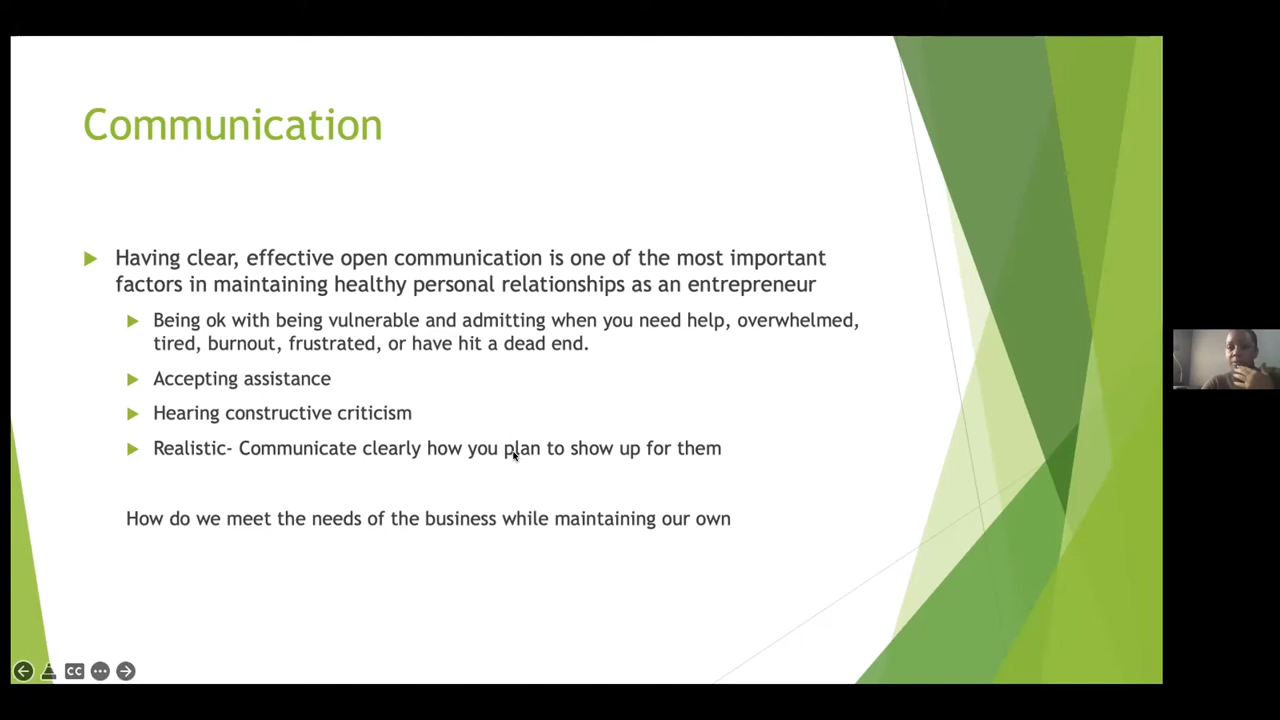 Communication
Having clear, effective open communication is one of the most important
factors in maintaining healthy personal relationships as an entrepreneur
Being ok with being vulnerable and admitting when you need help, overwhelmed,
tired, burnout, frustrated, or have hit a dead end.
Accepting assistance
Hearing constructive criticism
Realistic- Communicate clearly how you plan to show up for them
How do we meet the needs of the business while maintaining our own
CC